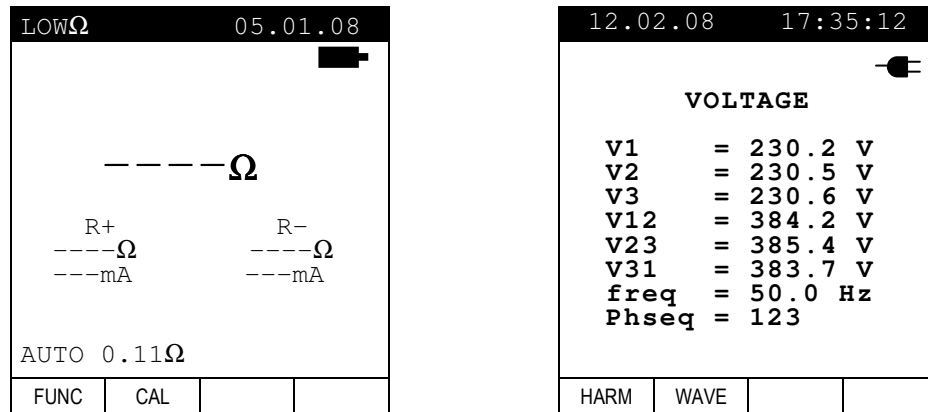 LOWΩ 05.01.08
----Ω
R+ R-
----Ω ----Ω
---mA ---mA
AUTO 0.11Ω
FUNC CAL
12.02.08 17:35:12
VOLTAGE
V1 = 230.2 V
V2 = 230.5 V
V3 = 230.6 V
V12 = 384.2 V
V23 = 385.4 V
V31 = 383.7 V
freq = 50.0 Hz
Phseq = 123
HARM WAVE